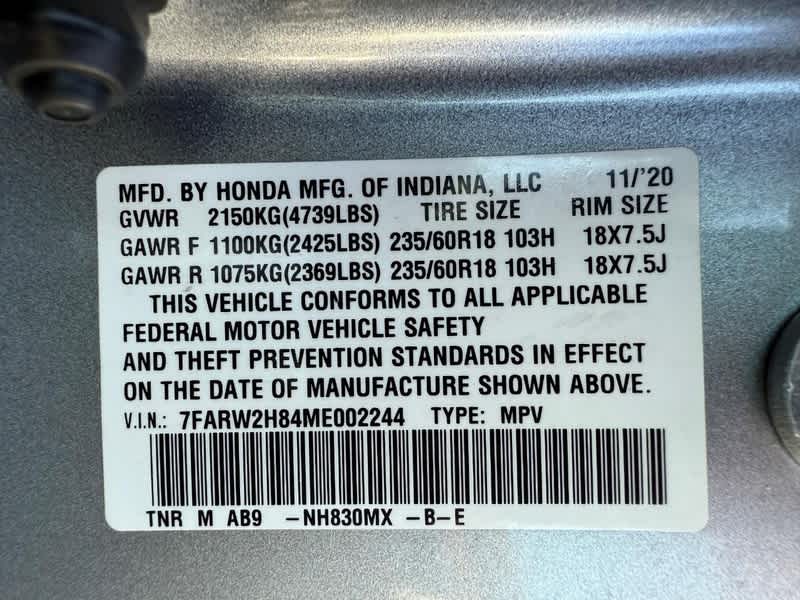 MFD. BY HONDA MFG. OF INDIANA, LLC 11/'20
GVWR 2150KG(4739LBS) TIRE SIZE RIM SIZE
GAWR F 1100KG(2425LBS) 235/60R18 103H 18X7.5J
GAWR R 1075KG(2369LBS) 235/60R18 103H 18X7.5J
THIS VEHICLE CONFORMS TO ALL APPLICABLE
FEDERAL MOTOR VEHICLE SAFETY
AND THEFT PREVENTION STANDARDS IN EFFECT
ON THE DATE OF MANUFACTURE SHOWN ABOVE.
V.I.N.: 7FARW2H84ME002244 TYPE: MPV
TNR M AB9 -NH830MX -B-E